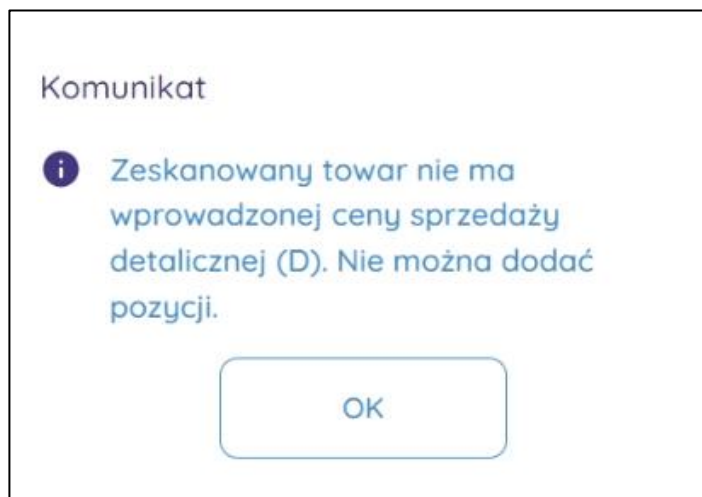 Komunikat
Zeskanowany towar nie ma
wprowadzonej ceny sprzedaży
detalicznej (D). Nie można dodać
pozycji.
OK